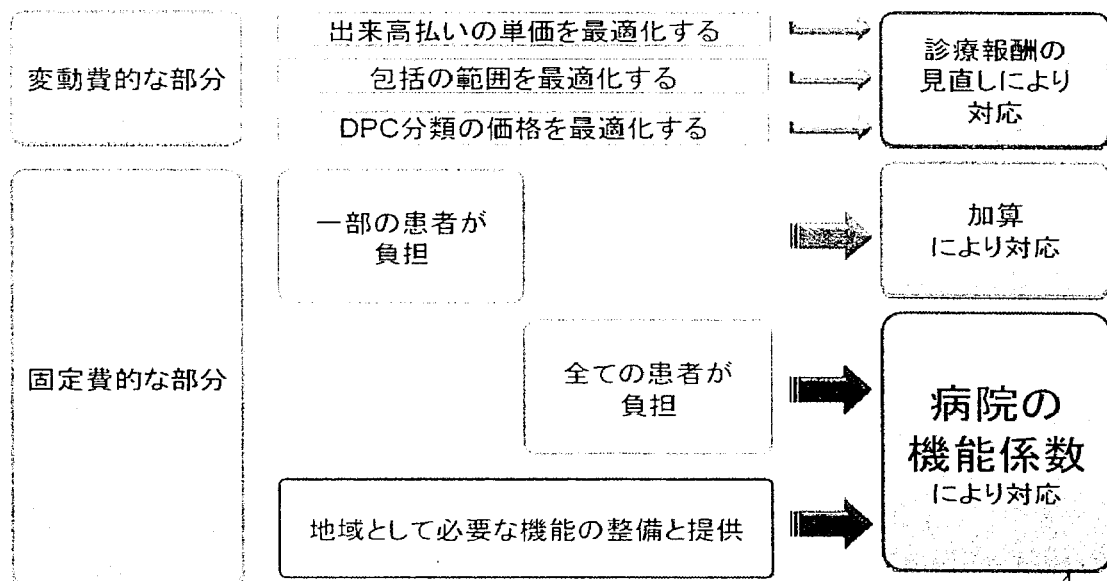 変動費的な部分
出来高払いの単価を最適化する
包括の範囲を最適化する
DPC分類の価格を最適化する
診療報酬の
見直しにより
対応
固定費的な部分
一部の患者が
負担
加算
により対応
全ての患者が
負担
病院の
機能係数
により対応
地域として必要な機能の整備と提供